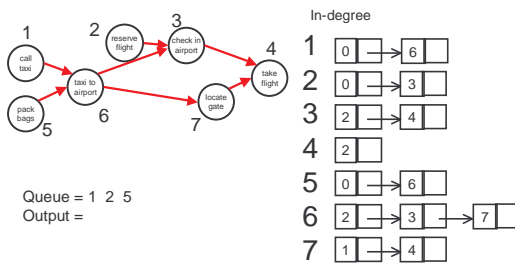 In-degree
1
call
taxi
2
reserve
flight
3
check in
airport
4
take
flight
taxi to
airport
6
pack
bags
5
locate
gate
7
Queue = 1 2 5
Output =
1 0 6
2 0 3
3 2 4
4 2
5 0 6
6 2 3 7
7 1 4